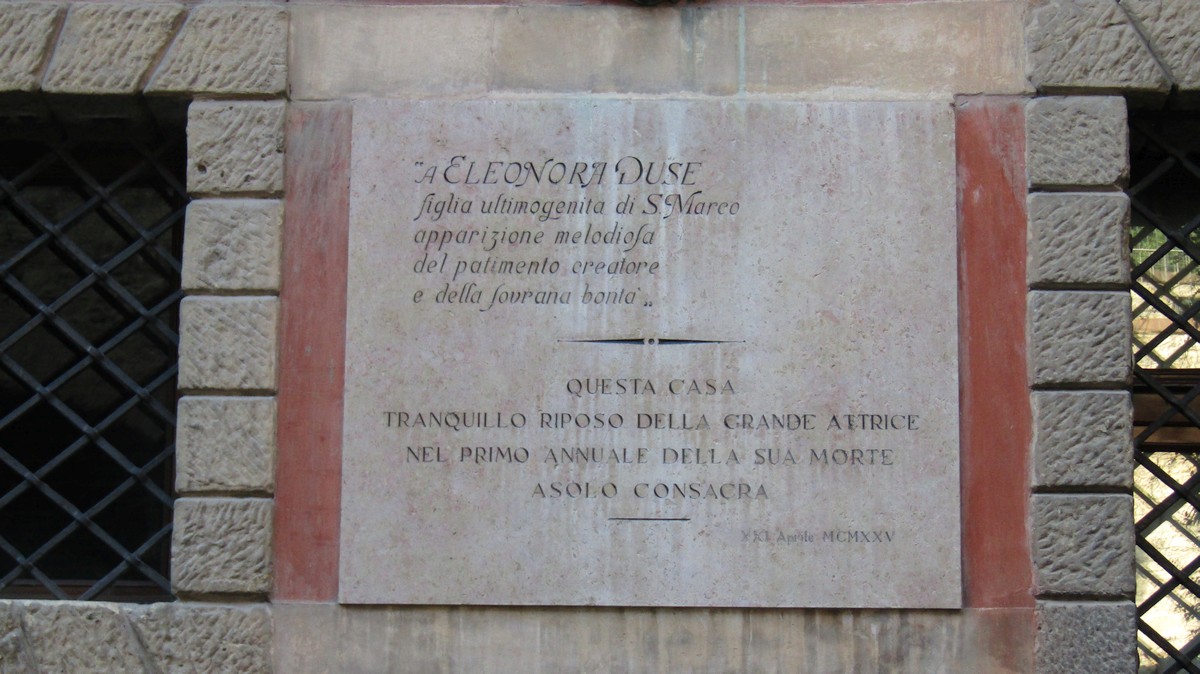 "A ELEONORA DUSE
figlia ultimogenita di S. Marco
apparizione melodioſa
del patimento creatore
e della ſovrana bontà„
QUESTA CASA
TRANQUILLO RIPOSO DELLA GRANDE ATTRICE
NEL PRIMO ANNUALE DELLA SUA MORTE
ASOLO CONSACRA
XXI Aprile MCMXXV